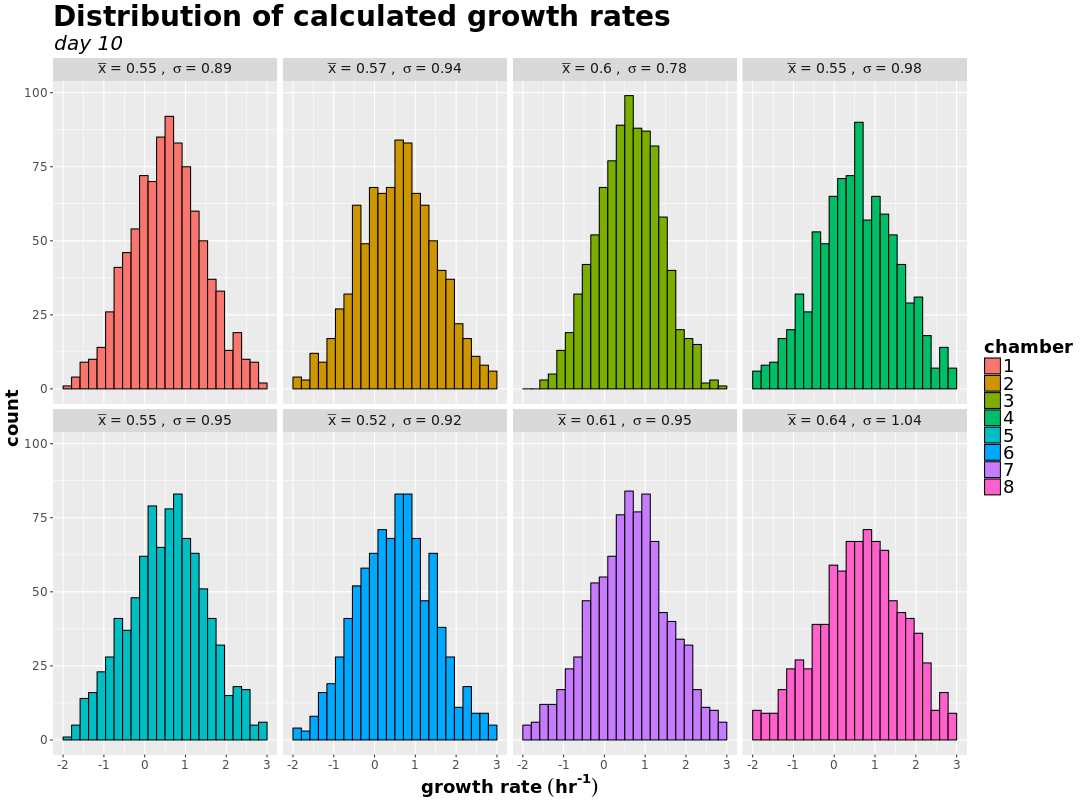 Distribution of calculated growth rates
day 10
x̅ = 0.55 , σ = 0.89
x̅ = 0.57 , σ = 0.94
x̅ = 0.6 , σ = 0.78
x̅ = 0.55 , σ = 0.98
100
75
50
25
0
x̅ = 0.55 , σ = 0.95
x̅ = 0.52 , σ = 0.92
x̅ = 0.61 , σ = 0.95
x̅ = 0.64 , σ = 1.04
100
75
50
25
0
count
-2 -1 0 1 2 3
-2 -1 0 1 2 3
-2 -1 0 1 2 3
-2 -1 0 1 2 3
growth rate (hr⁻¹)
chamber
1
2
3
4
5
6
7
8